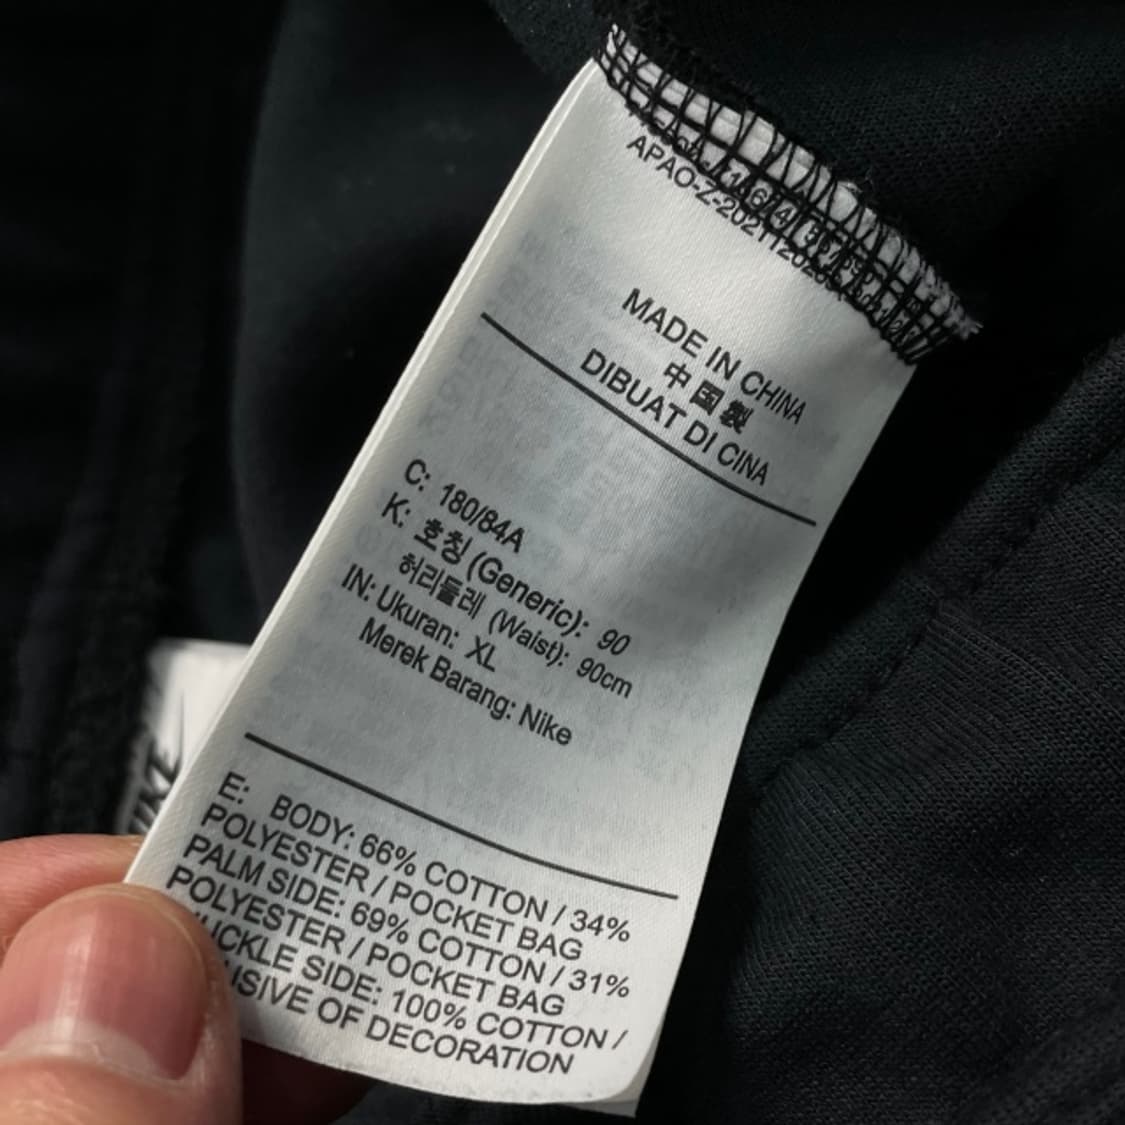 APAO-Z-2021
MADE IN CHINA
中国製
DIBUAT DI CINA
C: 180/84A
K: 호칭 (Generic): 90
허리둘레 (Waist): 90cm
IN: Ukuran: XL
Merek Barang: Nike
E: BODY: 66% COTTON / 34%
POLYESTER / POCKET BAG
PALM SIDE: 69% COTTON / 31%
POLYESTER / POCKET BAG
SIDE: 100% COTTON /
OF DECORATION